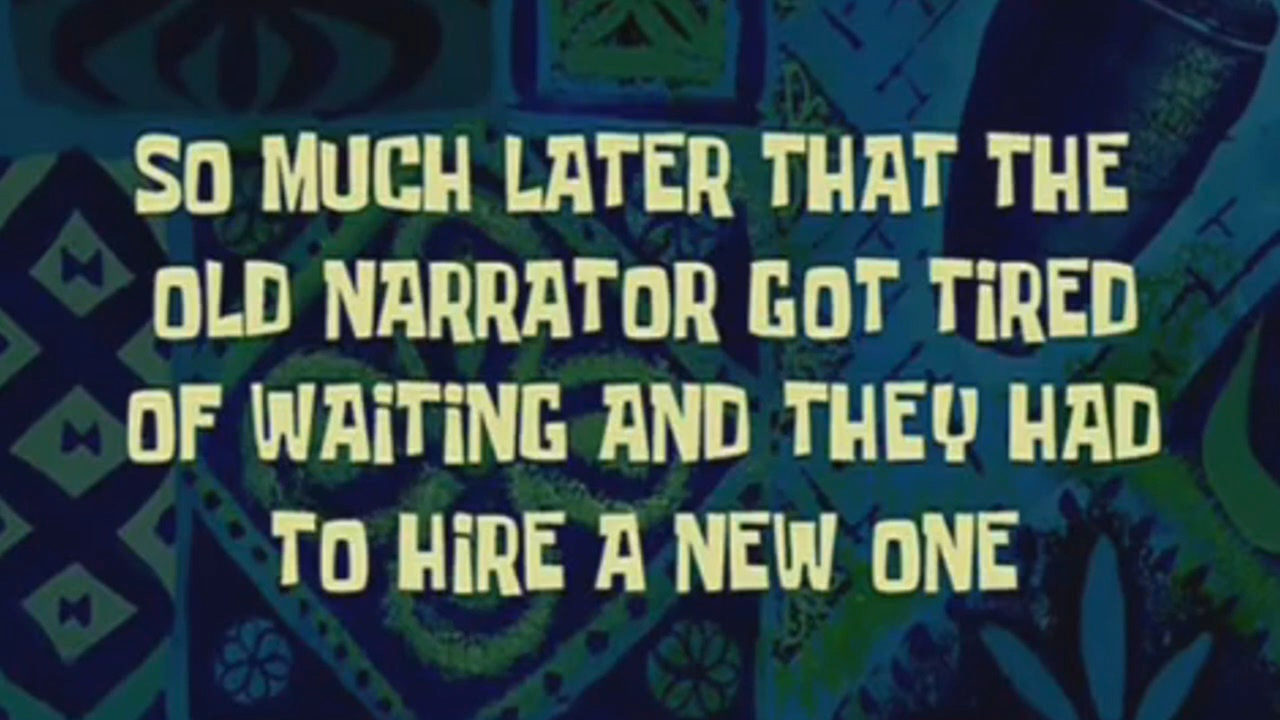 SO MUCH LATER THAT THE
OLD NARRATOR GOT TiRED
OF WAiTiNG AND THEY HAD
TO HiRE A NEW ONE